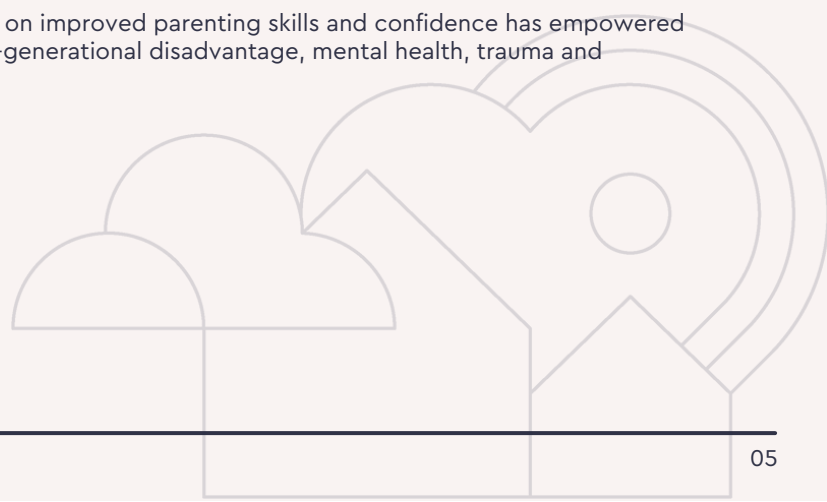 on improved parenting skills and confidence has empowered
-generational disadvantage, mental health, trauma and
05